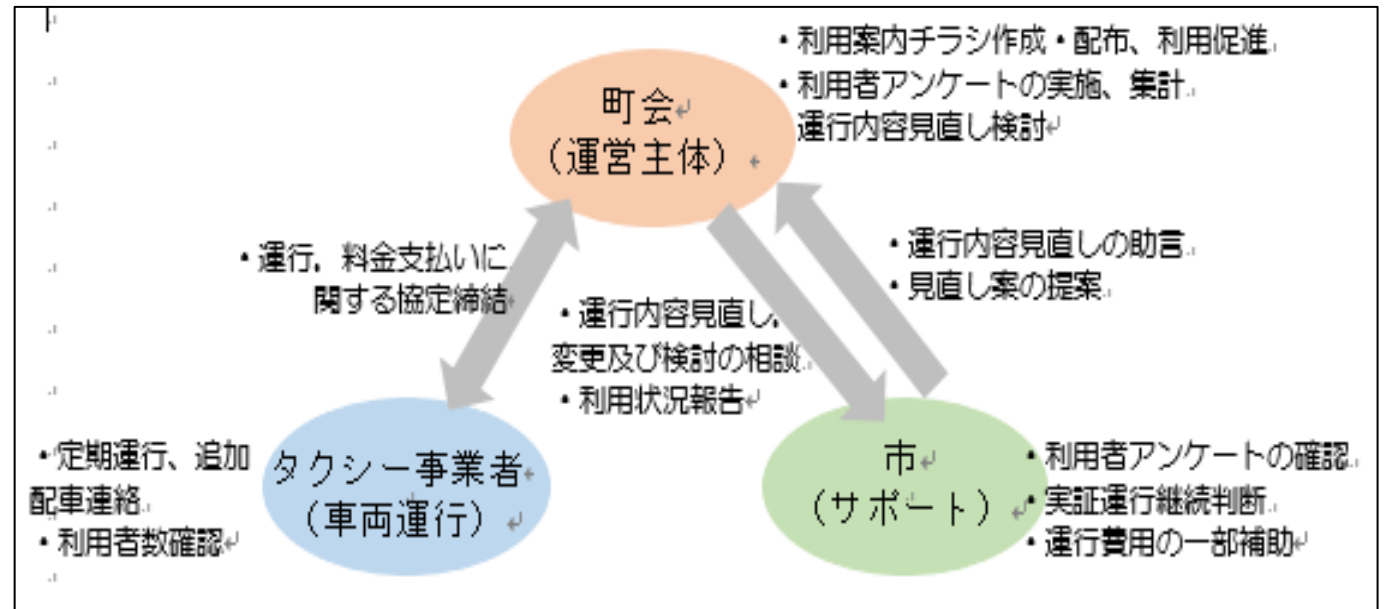 ・利用案内チラシ作成・配布、利用促進
・利用者アンケートの実施、集計
運行内容見直し検討
町会
（運営主体）
・運行，料金支払いに
関する協定締結
・運行内容見直しの助言
・見直し案の提案
・運行内容見直し，
変更及び検討の相談
・利用状況報告
・定期運行、追加
配車連絡
・利用者数確認
タクシー事業者
（車両運行）
市
（サポート）
・利用者アンケートの確認
・実証運行継続判断
・運行費用の一部補助